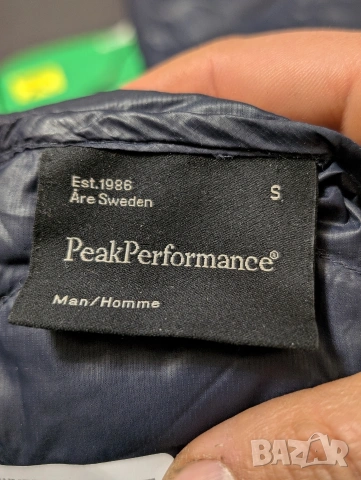 Est.1986
Åre Sweden
S
PeakPerformance®
Man/Homme
BAZAR